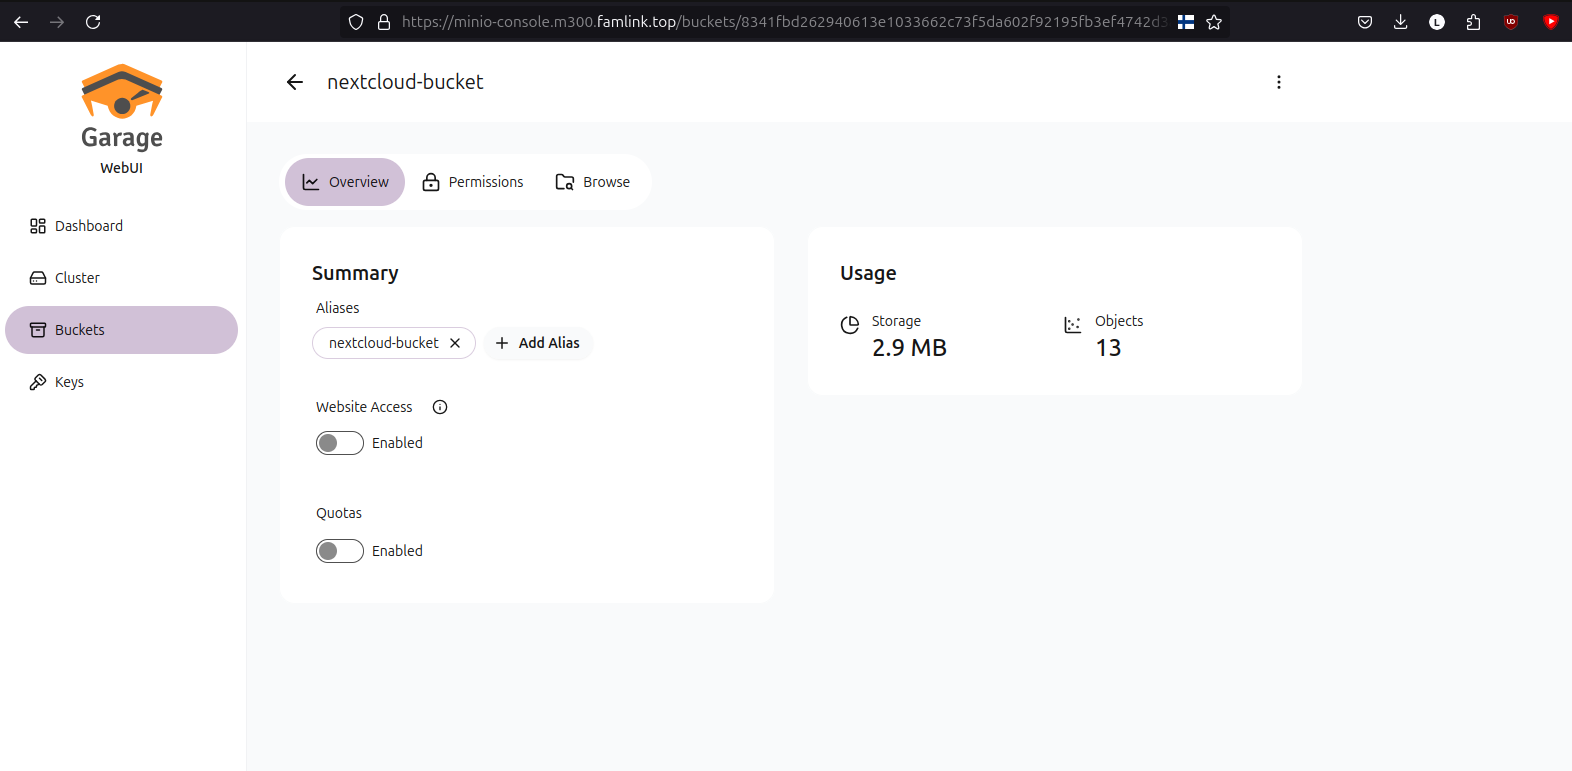 https://minio-console.m300.famlink.top/buckets/8341fbd262940613e1033662c73f5da602f92195fb3ef4742d3
L
Garage
WebUI
Dashboard
Cluster
Buckets
Keys
nextcloud-bucket
Overview
Permissions
Browse
Summary
Aliases
nextcloud-bucket
Add Alias
Website Access
Enabled
Quotas
Enabled
Usage
Storage
2.9 MB
Objects
13